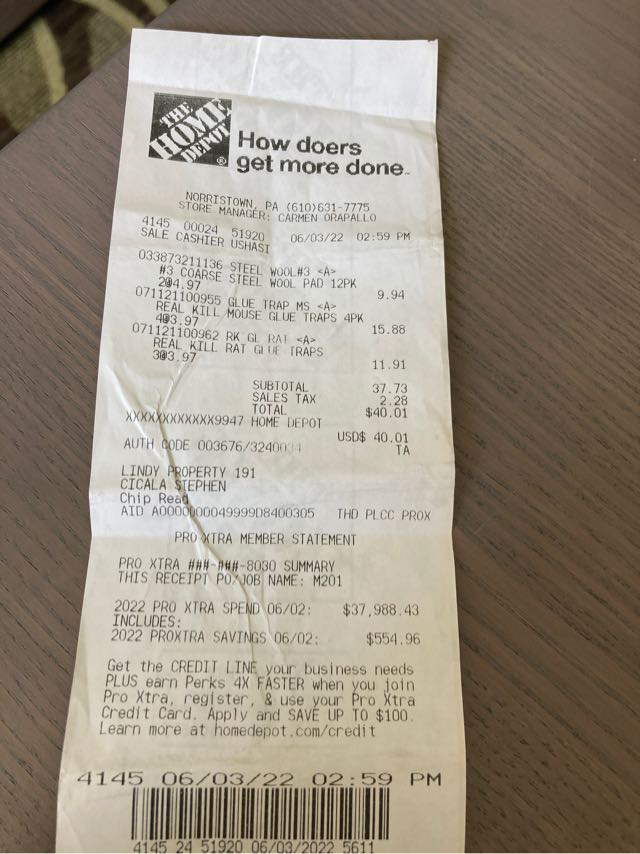 THE
HOME
DEPOT
®
How doers
get more done™
NORRISTOWN, PA (610)631-7775
STORE MANAGER: CARMEN ORAPALLO
4145 00024 51920 06/03/22 02:59 PM
SALE CASHIER USHASI
033873211136 STEEL WOOL#3 <A>
#3 COARSE STEEL WOOL PAD 12PK
2@4.97 9.94
071121100955 GLUE TRAP MS <A>
REAL KILL MOUSE GLUE TRAPS 4PK
4@3.97 15.88
071121100962 RK GL RAT <A>
REAL KILL RAT GLUE TRAPS
3@3.97 11.91
SUBTOTAL 37.73
SALES TAX 2.28
TOTAL $40.01
XXXXXXXXXXXX9947 HOME DEPOT
USD$ 40.01
AUTH CODE 003676/3240 TA
LINDY PROPERTY 191
CICALA STEPHEN
Chip Read
AID A0000000049999D8400305 THD PLCC PROX
PRO XTRA MEMBER STATEMENT
PRO XTRA ###-###-8030 SUMMARY
THIS RECEIPT PO/JOB NAME: M201
2022 PRO XTRA SPEND 06/02: $37,988.43
INCLUDES:
2022 PROXTRA SAVINGS 06/02: $554.96
Get the CREDIT LINE your business needs
PLUS earn Perks 4X FASTER when you join
Pro Xtra, register, & use your Pro Xtra
Credit Card. Apply and SAVE UP TO $100.
Learn more at homedepot.com/credit
4145 06/03/22 02:59 PM
4145 24 51920 06/03/2022 5611